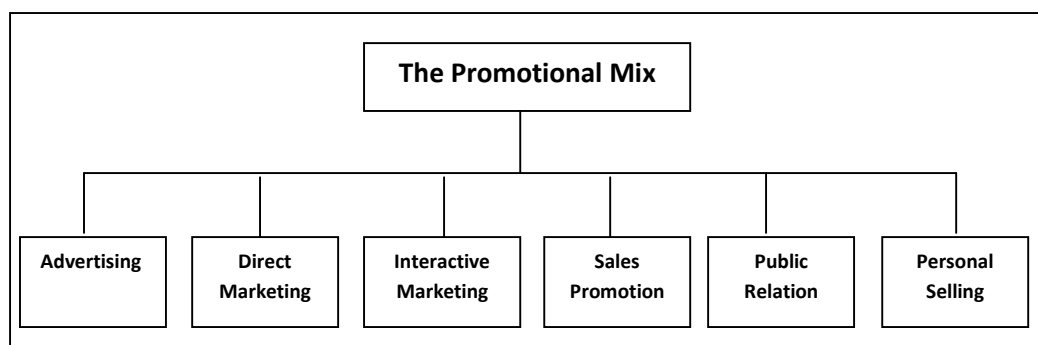 The Promotional Mix
Advertising
Direct
Marketing
Interactive
Marketing
Sales
Promotion
Public
Relation
Personal
Selling